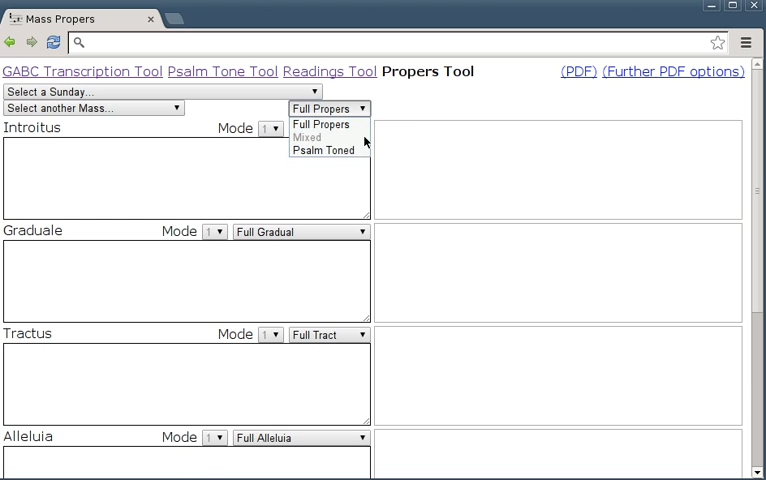 Mass Propers
GABC Transcription Tool Psalm Tone Tool Readings Tool Propers Tool (PDF) (Further PDF options)
Select a Sunday...
Select another Mass... Full Propers
Full Propers
Mixed
Psalm Toned
Introitus Mode 1
Graduale Mode 1 Full Gradual
Tractus Mode 1 Full Tract
Alleluia Mode 1 Full Alleluia